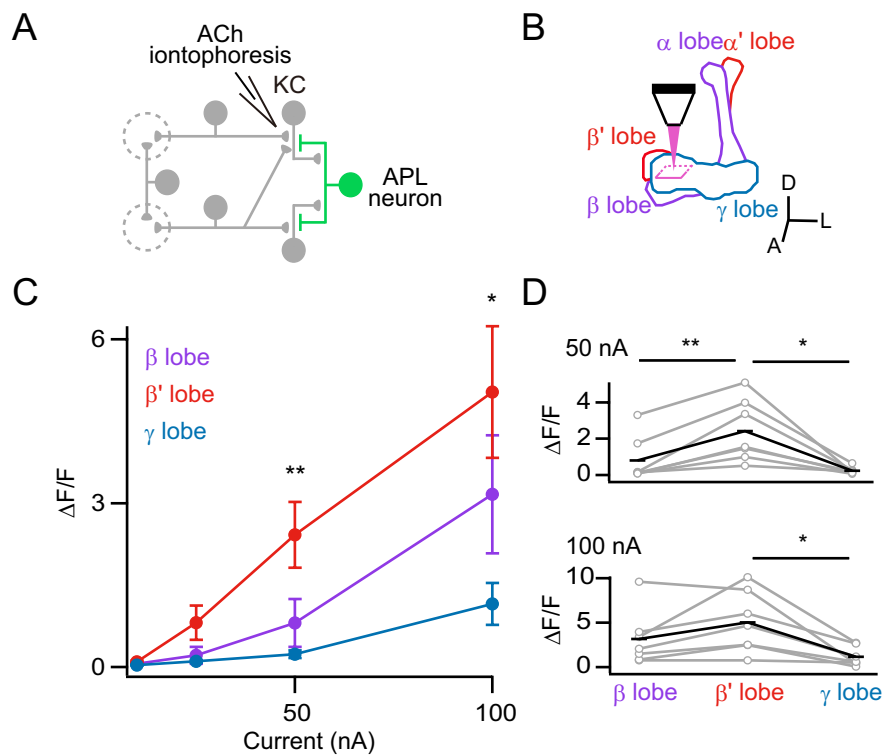 A
ACh
iontophoresis
KC
APL
neuron
B
α lobe
α' lobe
β' lobe
β lobe
γ lobe
D
L
A
C
*
6
β lobe
β' lobe
γ lobe
**
ΔF/F
3
0
50
100
Current (nA)
D
50 nA
**
*
4
ΔF/F
2
0
100 nA
*
10
ΔF/F
5
0
β lobe
β' lobe
γ lobe